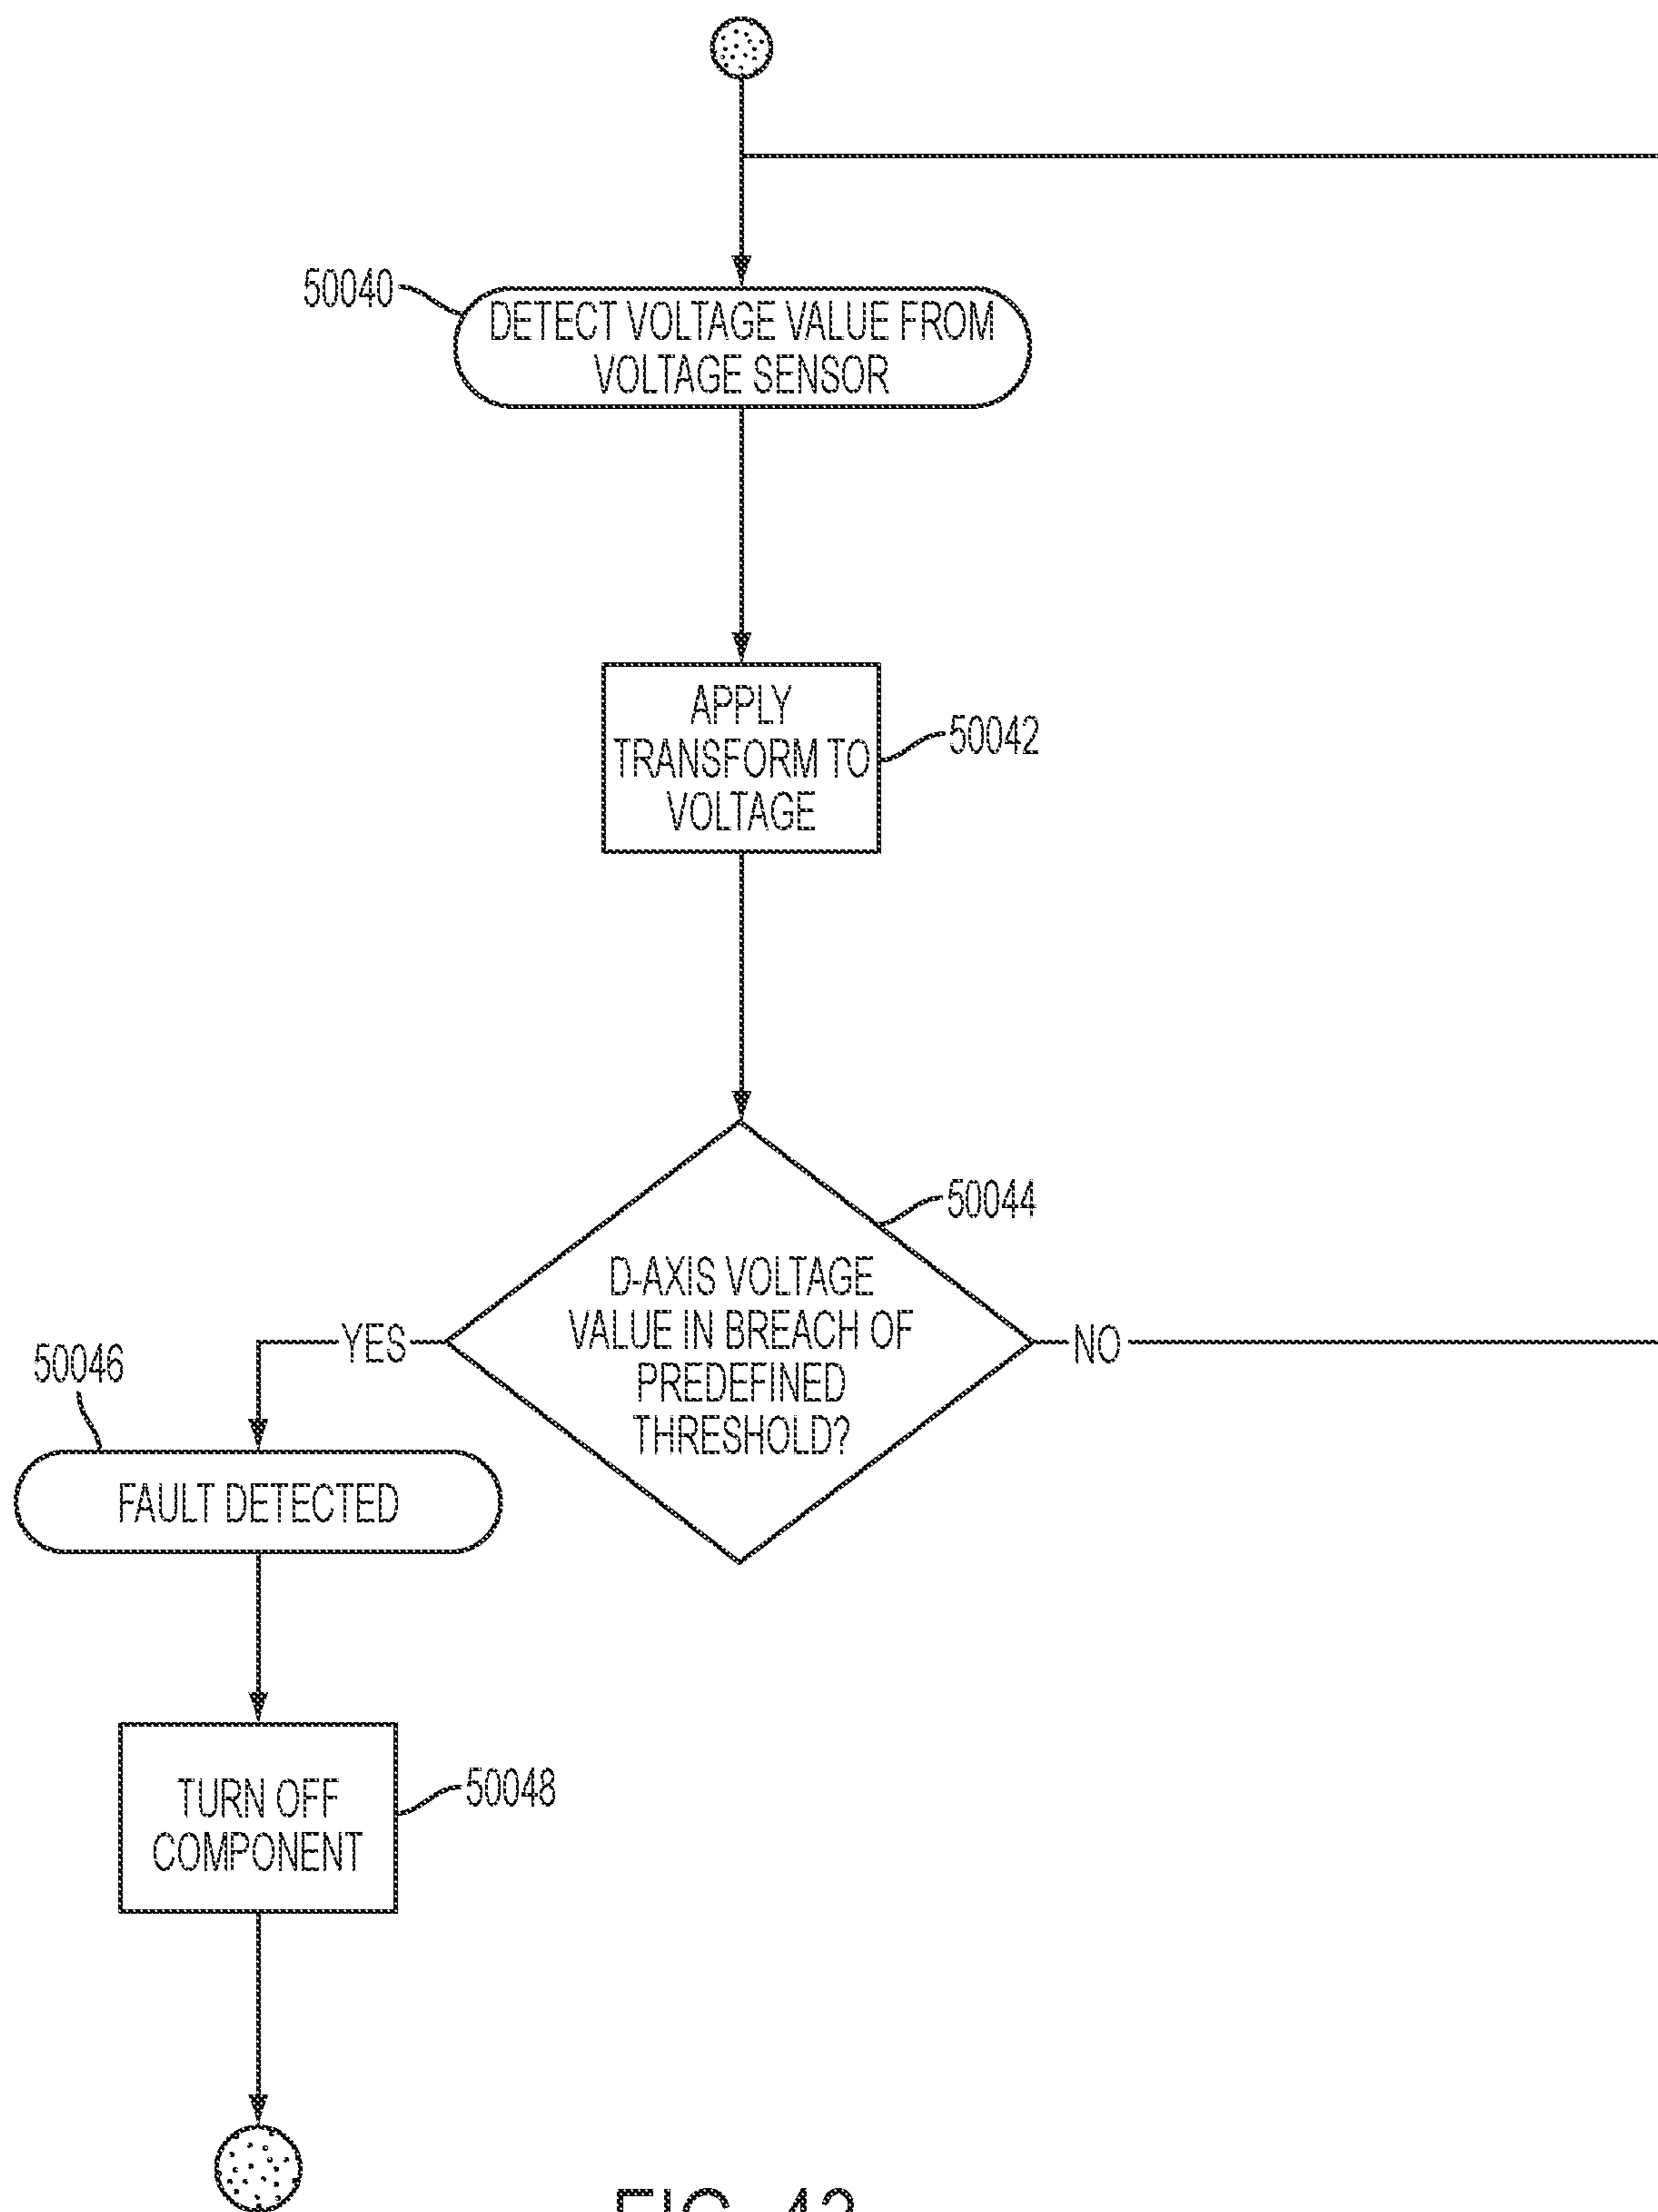 50040
DETECT VOLTAGE VALUE FROM
VOLTAGE SENSOR
APPLY
TRANSFORM TO
VOLTAGE
50042
50044
D-AXIS VOLTAGE
VALUE IN BREACH OF
PREDEFINED
THRESHOLD?
YES
NO
50046
FAULT DETECTED
TURN OFF
COMPONENT
50048